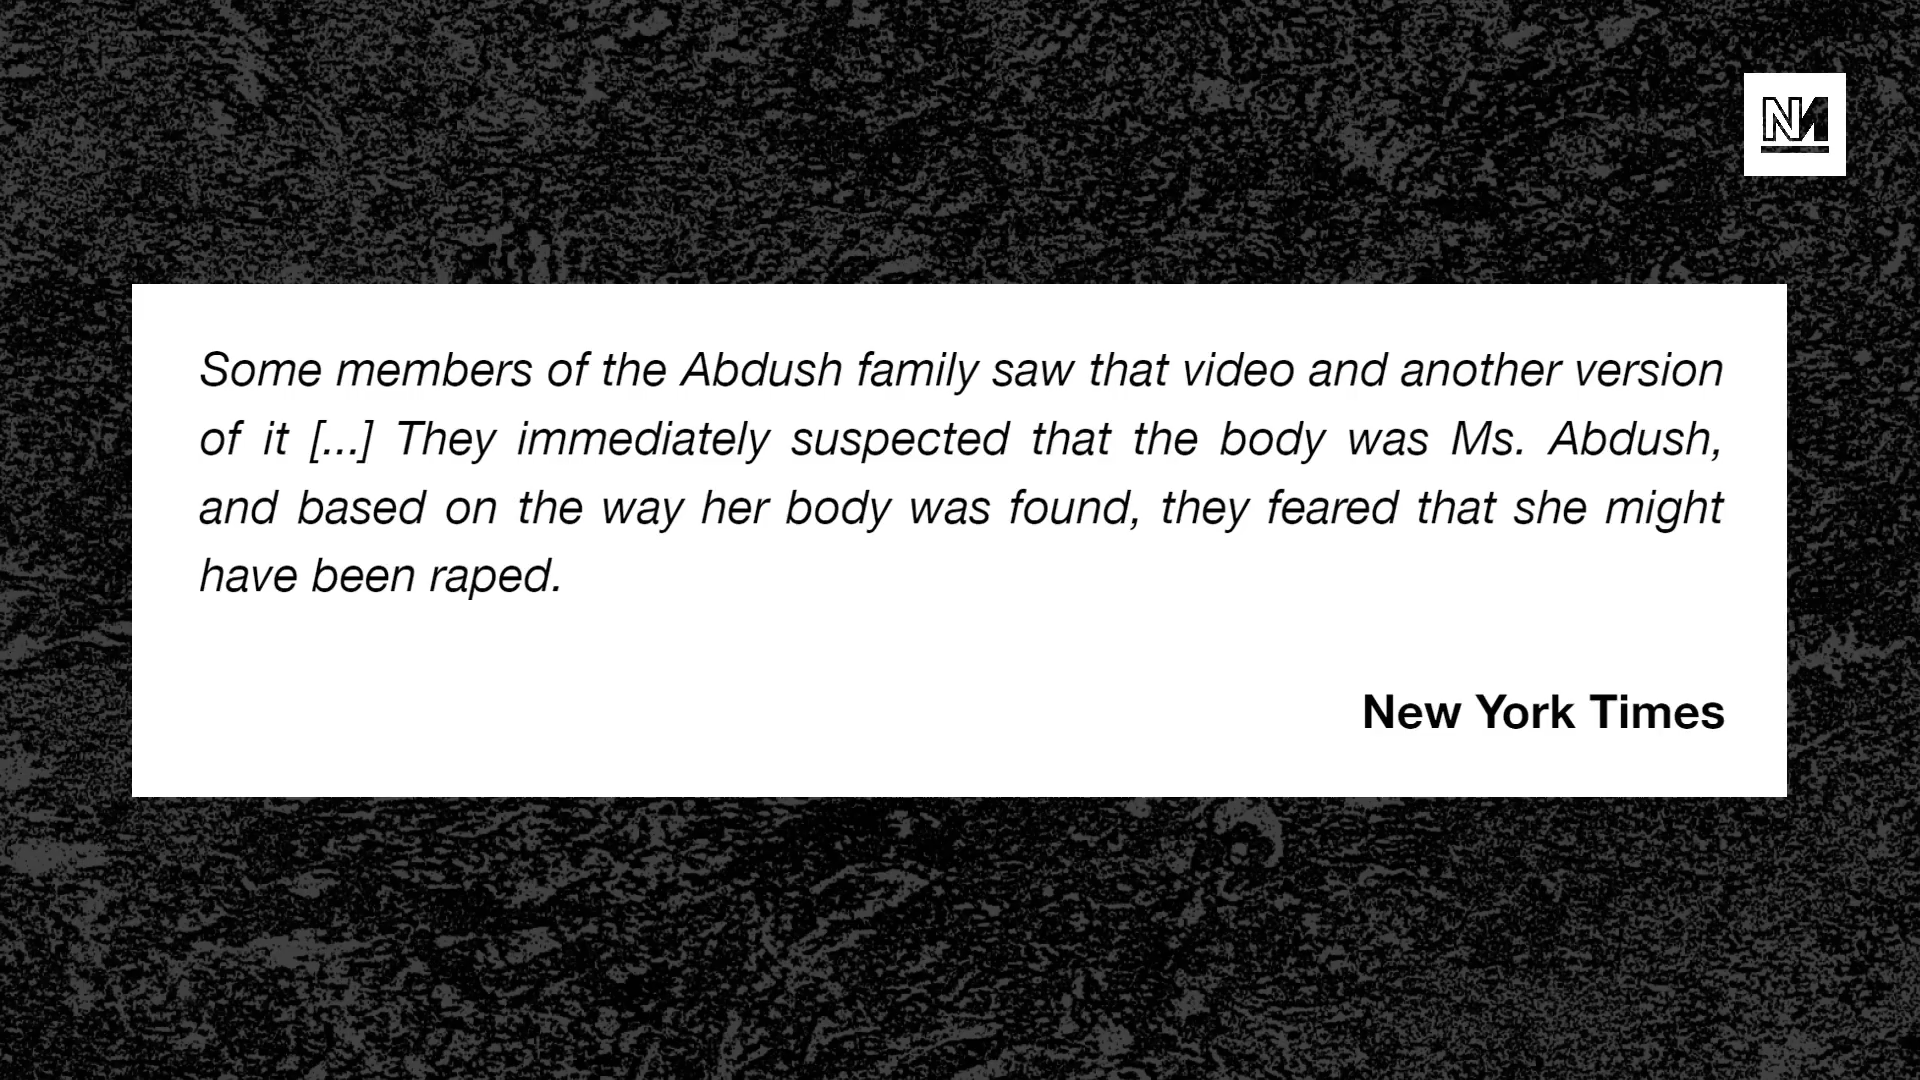 NM
Some members of the Abdush family saw that video and another version
of it [...] They immediately suspected that the body was Ms. Abdush,
and based on the way her body was found, they feared that she might
have been raped.
New York Times